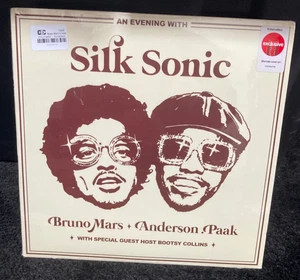 AN EVENING WITH
Silk Sonic
Bruno Mars + Anderson .Paak
WITH SPECIAL GUEST HOST BOOTSY COLLINS